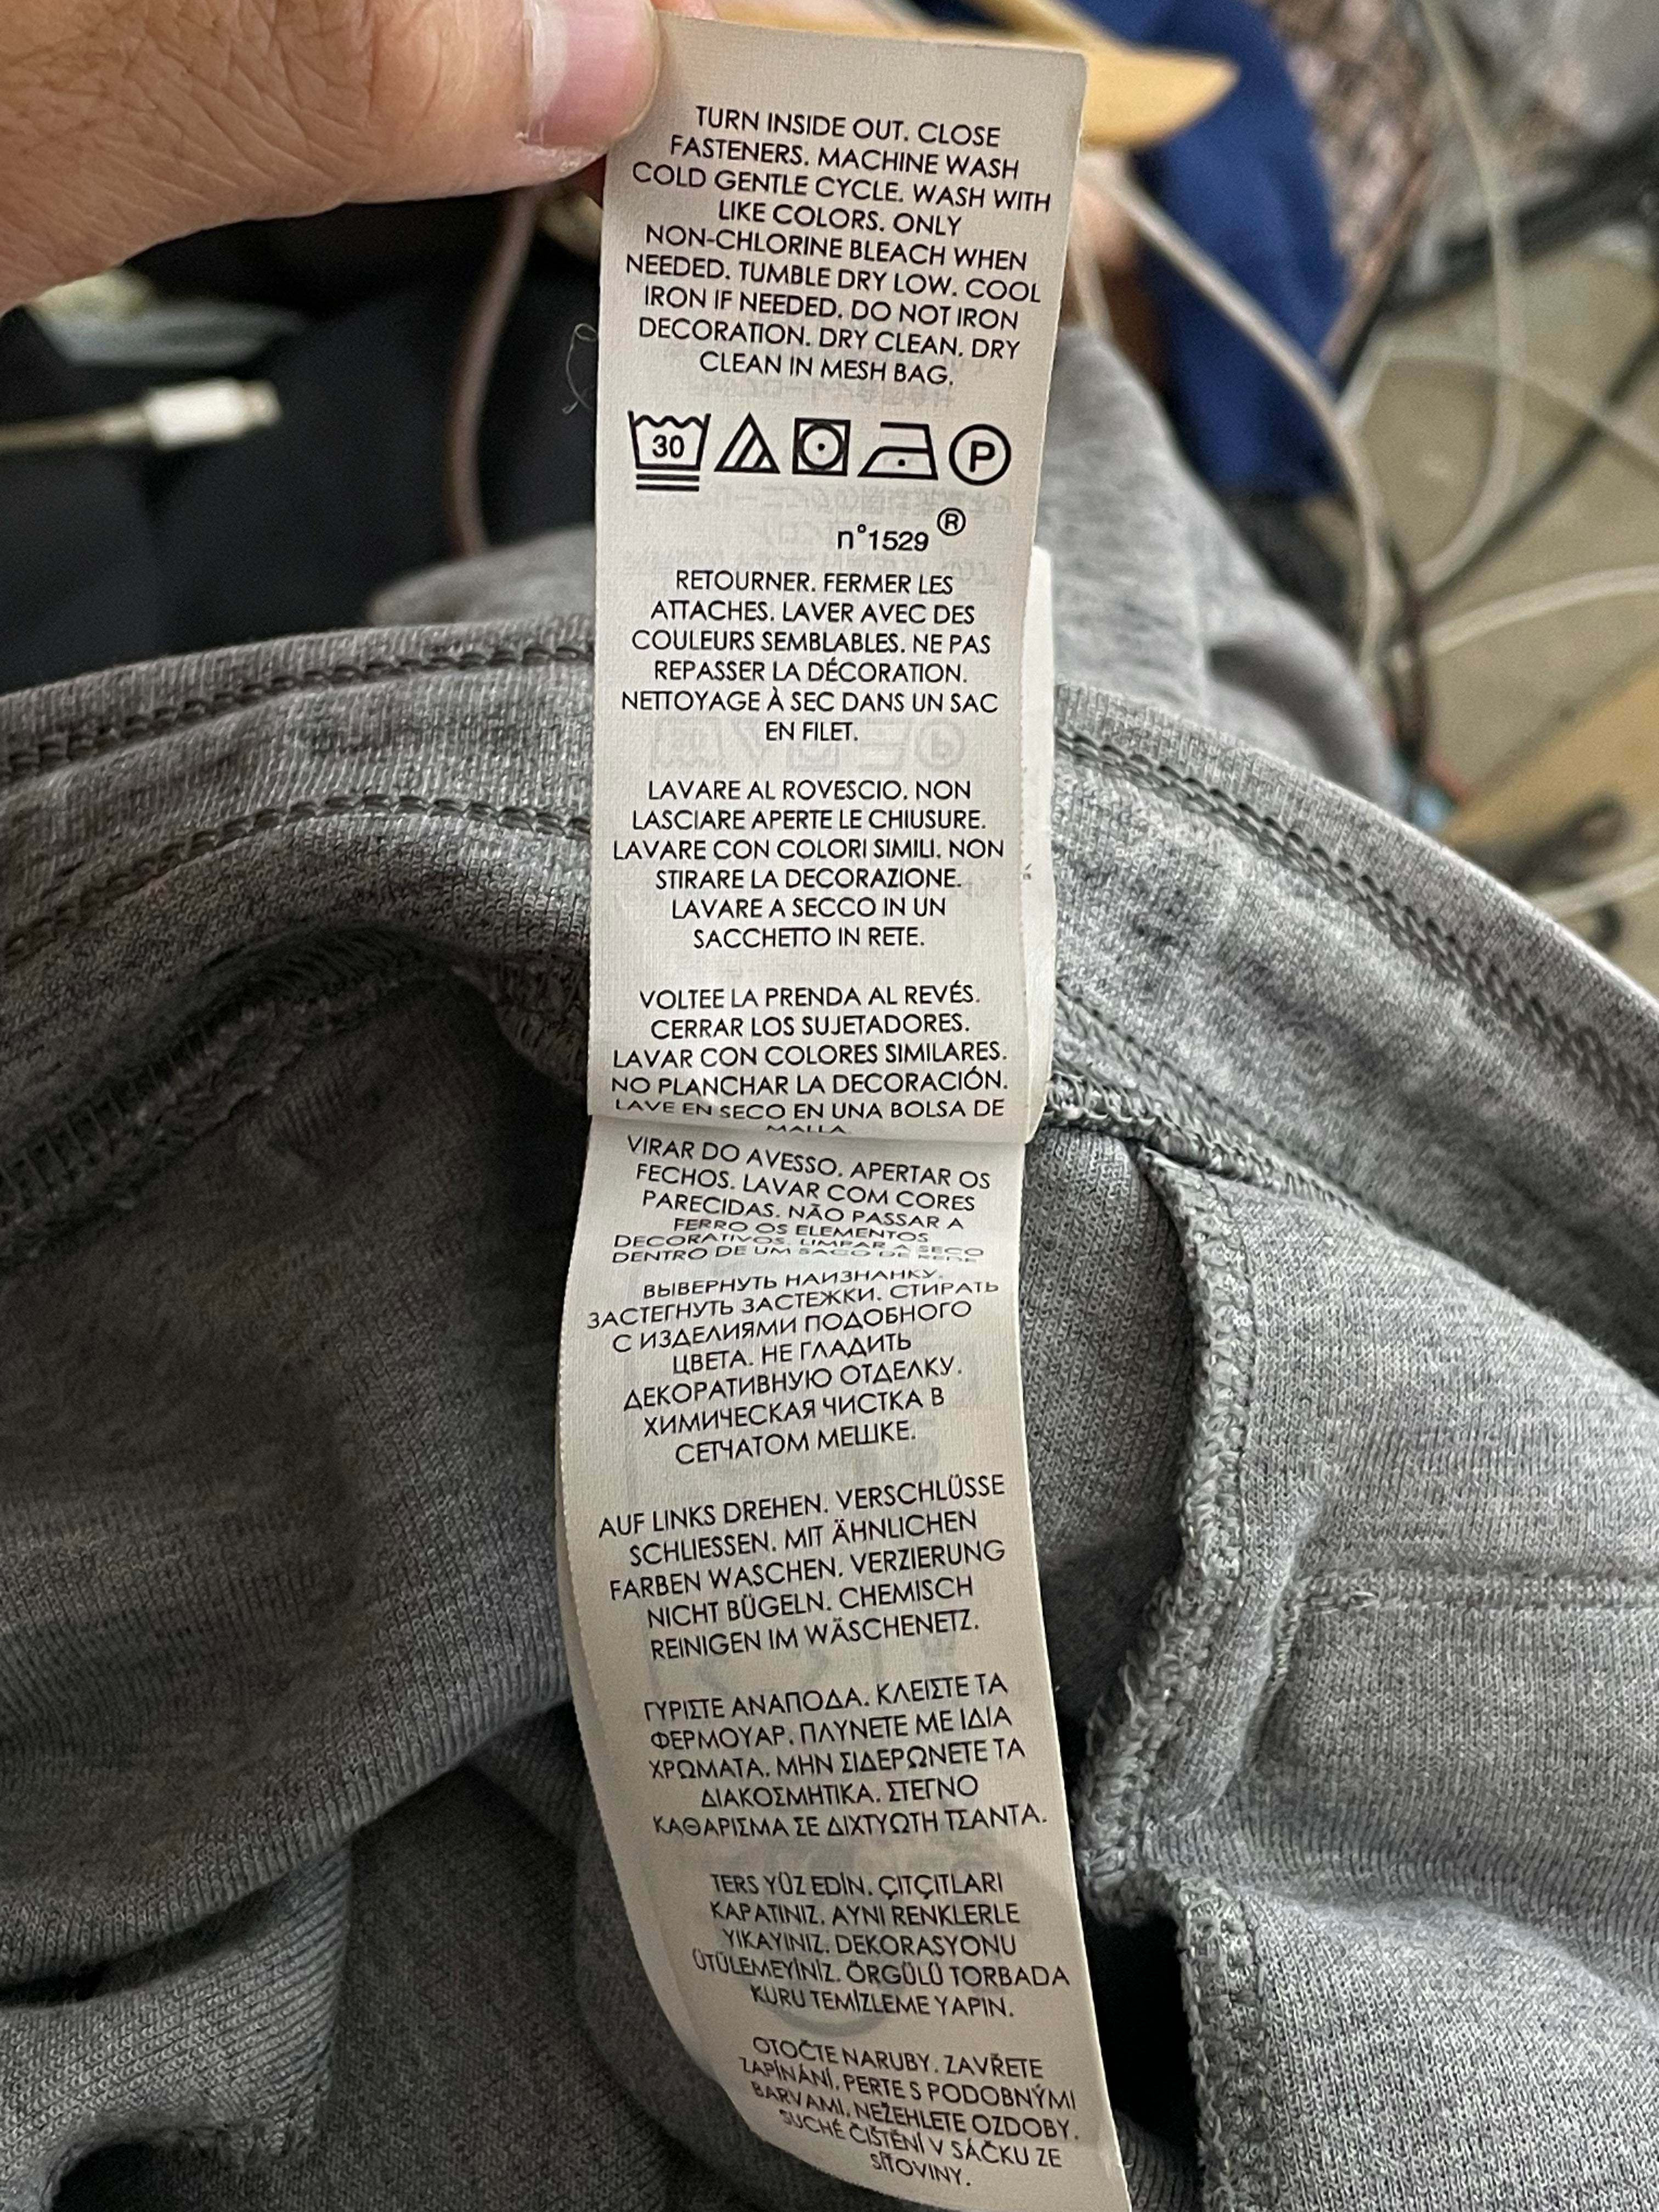 TURN INSIDE OUT. CLOSE
FASTENERS. MACHINE WASH
COLD GENTLE CYCLE. WASH WITH
LIKE COLORS. ONLY
NON-CHLORINE BLEACH WHEN
NEEDED. TUMBLE DRY LOW. COOL
IRON IF NEEDED. DO NOT IRON
DECORATION. DRY CLEAN. DRY
CLEAN IN MESH BAG.
30 P
n°1529 ®
RETOURNER. FERMER LES
ATTACHES. LAVER AVEC DES
COULEURS SEMBLABLES. NE PAS
REPASSER LA DÉCORATION.
NETTOYAGE À SEC DANS UN SAC
EN FILET.
LAVARE AL ROVESCIO. NON
LASCIARE APERTE LE CHIUSURE.
LAVARE CON COLORI SIMILI. NON
STIRARE LA DECORAZIONE.
LAVARE A SECCO IN UN
SACCHETTO IN RETE.
VOLTEE LA PRENDA AL REVÉS.
CERRAR LOS SUJETADORES.
LAVAR CON COLORES SIMILARES.
NO PLANCHAR LA DECORACIÓN.
LAVE EN SECO EN UNA BOLSA DE
MALLA
VIRAR DO AVESSO. APERTAR OS
FECHOS. LAVAR COM CORES
PARECIDAS. NÃO PASSAR A
FERRO OS ELEMENTOS
DECORATIVOS. LIMPAR A SECO
DENTRO DE UM SACO DE REDE
ВЫВЕРНУТЬ НАИЗНАНКУ.
ЗАСТЕГНУТЬ ЗАСТЕЖКИ. СТИРАТЬ
С ИЗДЕЛИЯМИ ПОДОБНОГО
ЦВЕТА. НЕ ГЛАДИТЬ
ДЕКОРАТИВНУЮ ОТДЕЛКУ.
ХИМИЧЕСКАЯ ЧИСТКА В
СЕТЧАТОМ МЕШКЕ.
AUF LINKS DREHEN. VERSCHLÜSSE
SCHLIESSEN. MIT ÄHNLICHEN
FARBEN WASCHEN. VERZIERUNG
NICHT BÜGELN. CHEMISCH
REINIGEN IM WÄSCHENETZ.
ΓΥΡΙΣΤΕ ΑΝΑΠΟΔΑ. ΚΛΕΙΣΤΕ ΤΑ
ΦΕΡΜΟΥΑΡ. ΠΛΥΝΕΤΕ ΜΕ ΙΔΙΑ
ΧΡΩΜΑΤΑ. ΜΗΝ ΣΙΔΕΡΩΝΕΤΕ ΤΑ
ΔΙΑΚΟΣΜΗΤΙΚΑ. ΣΤΕΓΝΟ
ΚΑΘΑΡΙΣΜΑ ΣΕ ΔΙΧΤΥΩΤΗ ΤΣΑΝΤΑ.
TERS YÜZ EDİN. ÇITÇITLARI
KAPATINIZ. AYNI RENKLERLE
YIKAYINIZ. DEKORASYONU
ÜTÜLEMEYİNİZ. ÖRGÜLÜ TORBADA
KURU TEMİZLEME YAPIN.
OTOČTE NARUBY. ZAVŘETE
ZAPÍNÁNÍ. PERTE S PODOBNÝMI
BARVAMI. NEŽEHLETE OZDOBY.
SUCHÉ ČIŠTĚNÍ V SÁČKU ZE
SÍŤOVINY.